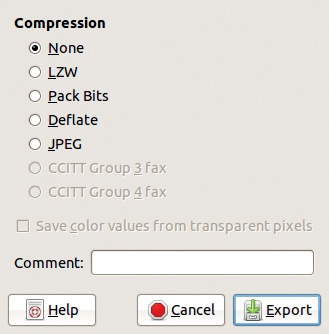 Compression
None
LZW
Pack Bits
Deflate
JPEG
CCITT Group 3 fax
CCITT Group 4 fax
Save color values from transparent pixels
Comment:
Help Cancel Export